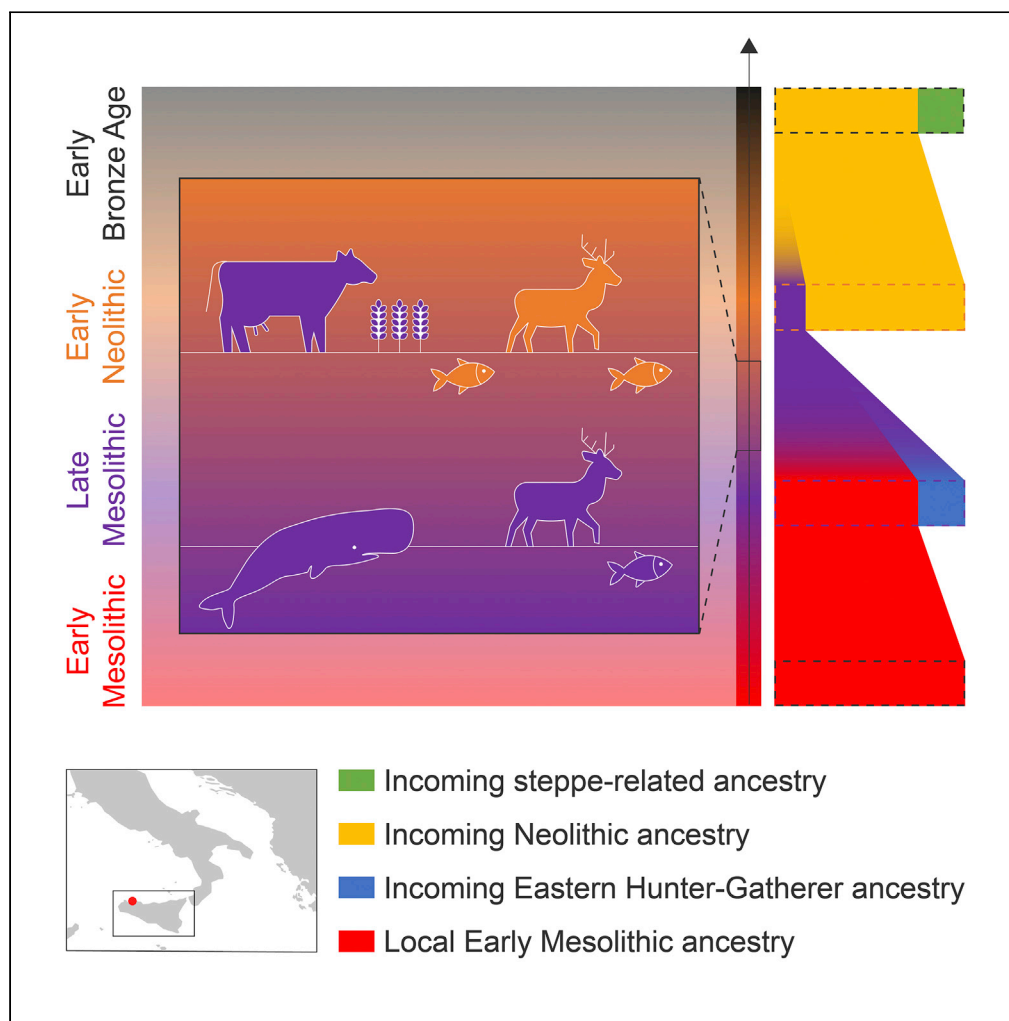 Early
Bronze Age
Early
Neolithic
Late
Mesolithic
Early
Mesolithic
Incoming steppe-related ancestry
Incoming Neolithic ancestry
Incoming Eastern Hunter-Gatherer ancestry
Local Early Mesolithic ancestry